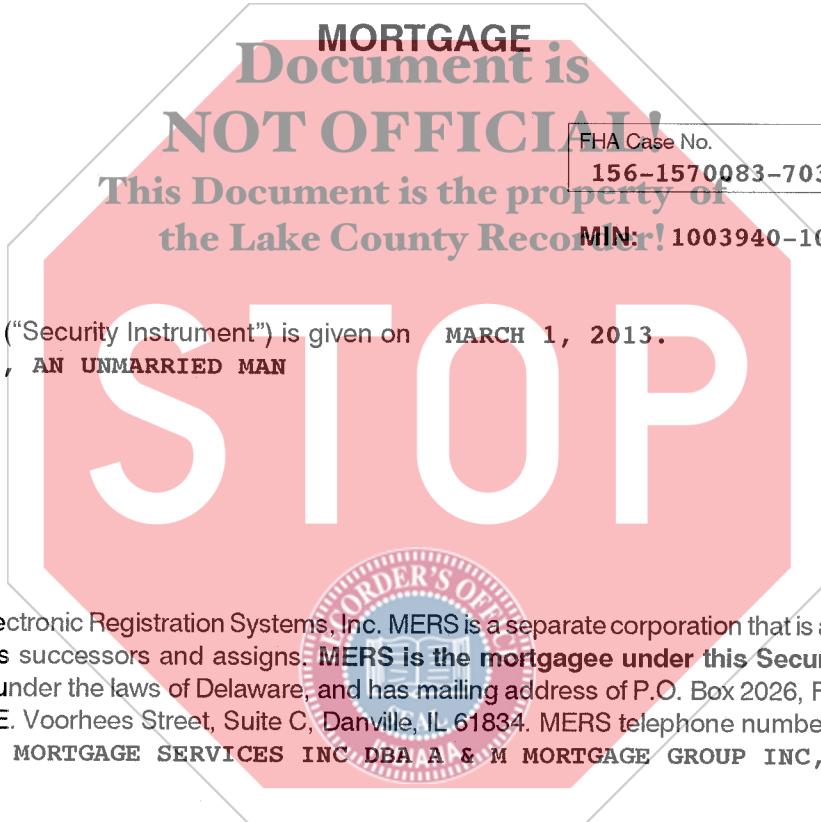 MORTGAGE
Document is
NOT OFFICIAL!
FHA Case No.
156-1570083-703
This Document is the property of
the Lake County Recorder!
MIN: 1003940-10
("Security Instrument") is given on MARCH 1, 2013.
, AN UNMARRIED MAN
STOP
RECORDER'S OFFICE
ectronic Registration Systems, Inc. MERS is a separate corporation that is a
s successors and assigns. MERS is the mortgagee under this Secur
under the laws of Delaware, and has mailing address of P.O. Box 2026, F
E. Voorhees Street, Suite C, Danville, IL 61834. MERS telephone numbe
SEAL
MORTGAGE SERVICES INC DBA A & M MORTGAGE GROUP INC,